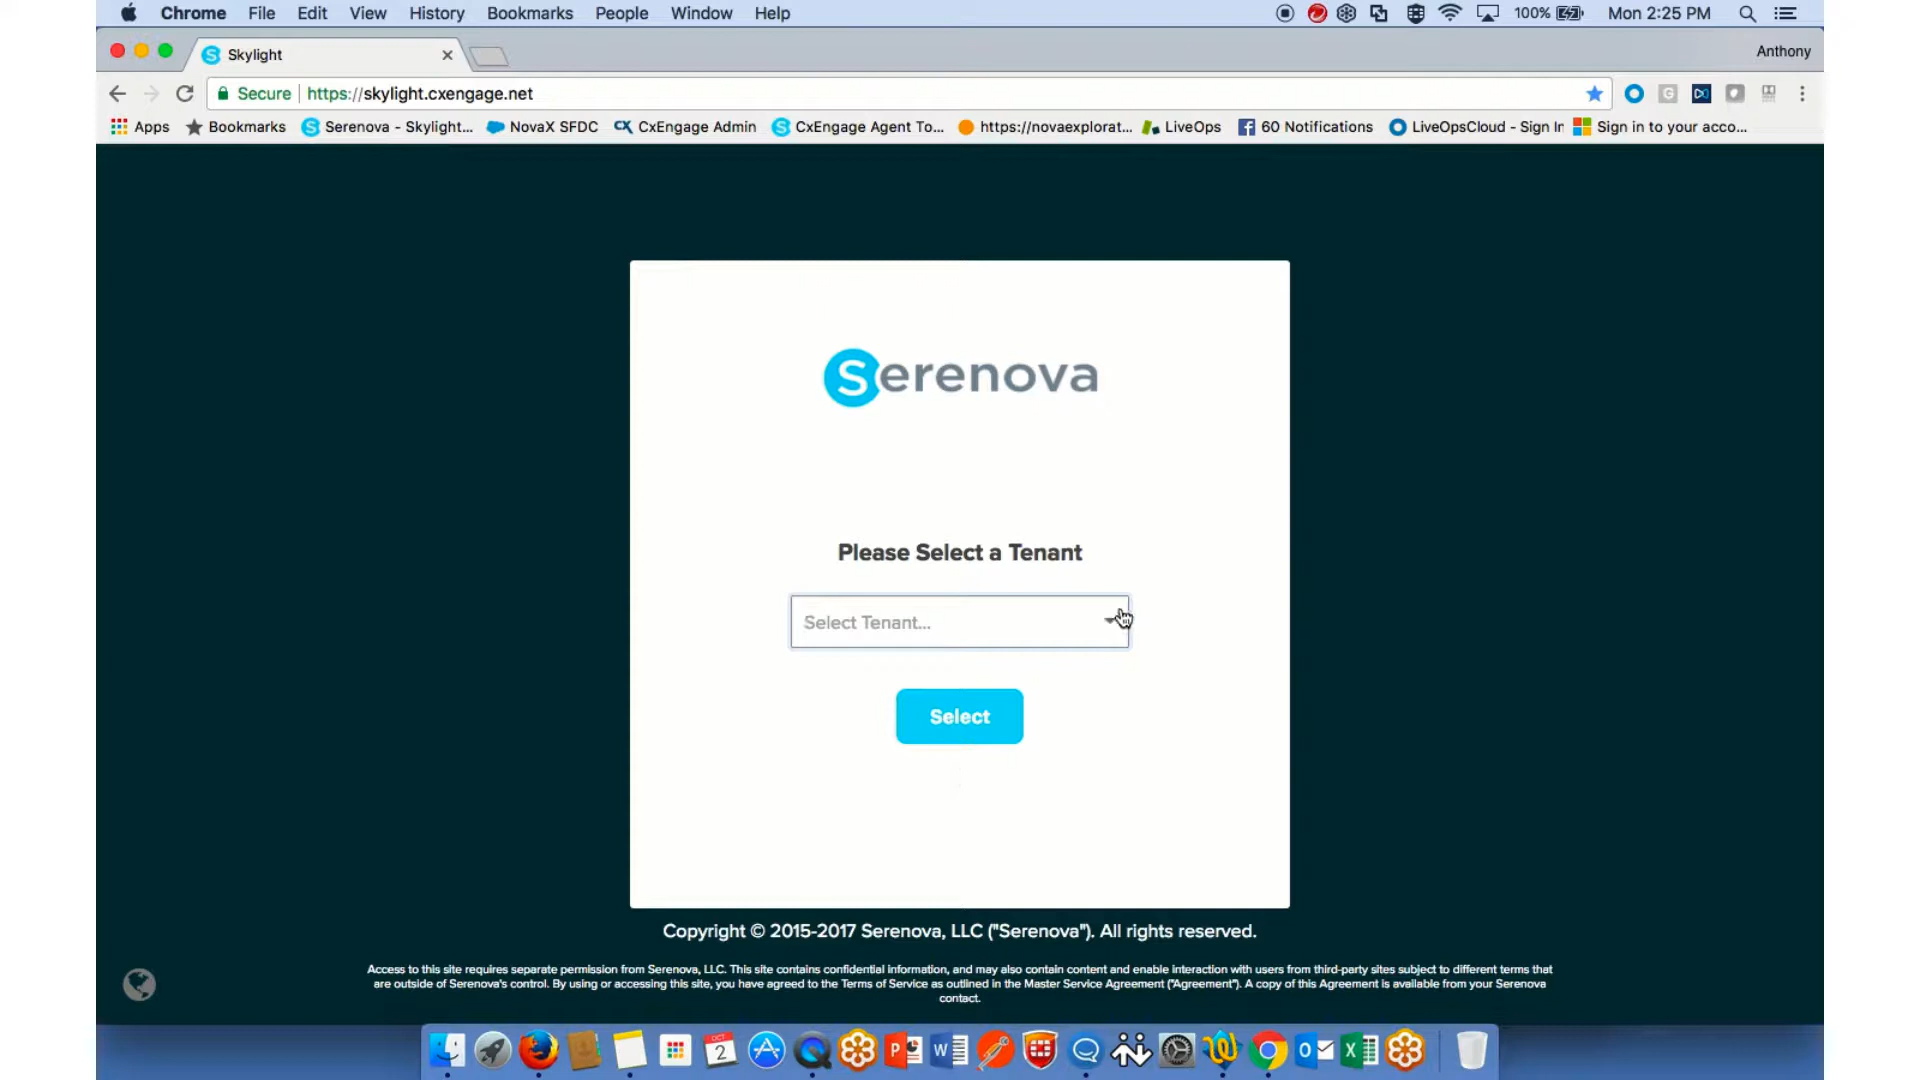 Chrome File Edit View History Bookmarks People Window Help 100% Mon 2:25 PM
Skylight Anthony
Secure https://skylight.cxengage.net
Apps Bookmarks Serenova - Skylight... NovaX SFDC CxEngage Admin CxEngage Agent To... https://novaexplorat... LiveOps 60 Notifications LiveOpsCloud - Sign In Sign in to your acco...
Serenova
Please Select a Tenant
Select Tenant...
Select
Copyright © 2015-2017 Serenova, LLC ("Serenova"). All rights reserved.
Access to this site requires separate permission from Serenova, LLC. This site contains confidential information, and may also contain content and enable interaction with users from third-party sites subject to different terms that
are outside of Serenova's control. By using or accessing this site, you have agreed to the Terms of Service as outlined in the Master Service Agreement ("Agreement"). A copy of this Agreement is available from your Serenova
contact.
OCT
2